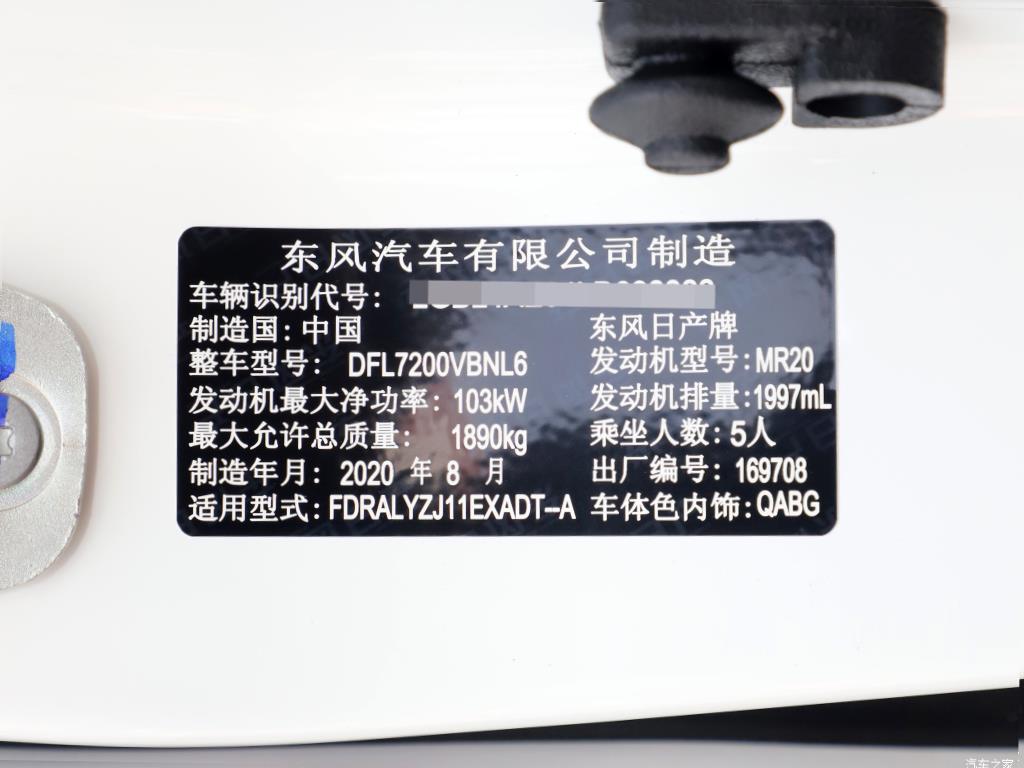 东风汽车有限公司制造
车辆识别代号：
制造国：中国 东风日产牌
整车型号： DFL7200VBNL6 发动机型号：MR20
发动机最大净功率：103kW 发动机排量：1997mL
最大允许总质量： 1890kg 乘坐人数：5人
制造年月：2020 年 8 月 出厂编号：169708
适用型式：FDRALYZJ11EXADT--A 车体色内饰：QABG
汽车之家